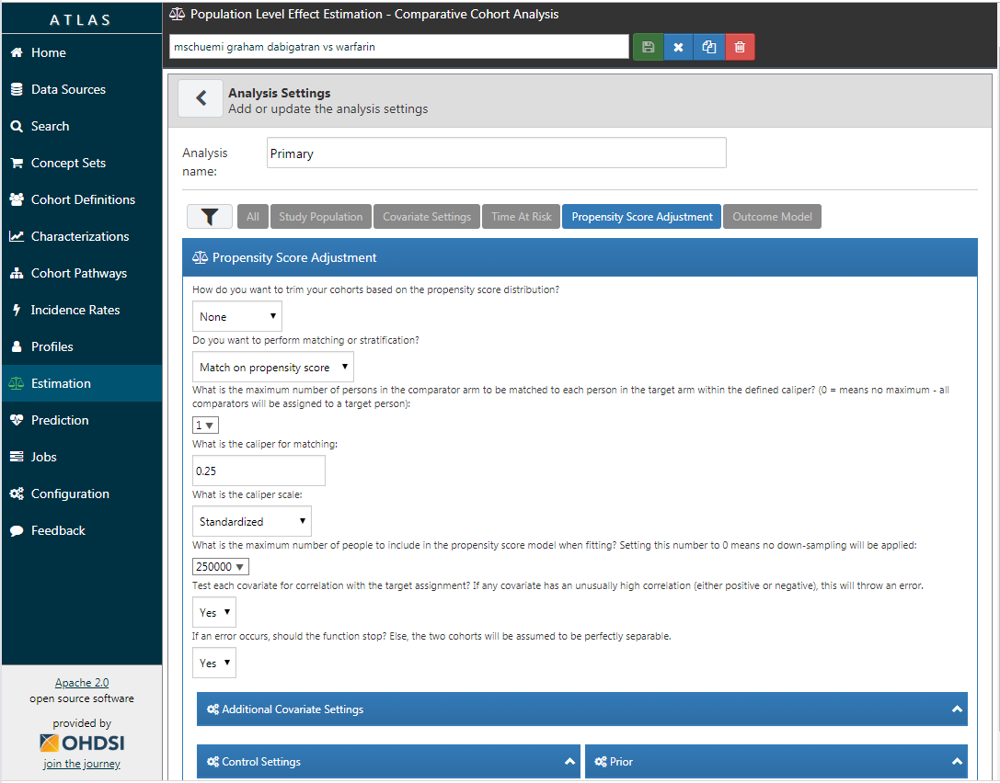 ATLAS
Home
Data Sources
Search
Concept Sets
Cohort Definitions
Characterizations
Cohort Pathways
Incidence Rates
Profiles
Estimation
Prediction
Jobs
Configuration
Feedback
Apache 2.0
open source software
provided by
OHDSI
join the journey
Population Level Effect Estimation - Comparative Cohort Analysis
mschuemi graham dabigatran vs warfarin
Analysis Settings
Add or update the analysis settings
Analysis
name:
Primary
All
Study Population
Covariate Settings
Time At Risk
Propensity Score Adjustment
Outcome Model
Propensity Score Adjustment
How do you want to trim your cohorts based on the propensity score distribution?
None
Do you want to perform matching or stratification?
Match on propensity score
What is the maximum number of persons in the comparator arm to be matched to each person in the target arm within the defined caliper? (0 = means no maximum - all
comparators will be assigned to a target person):
1
What is the caliper for matching:
0.25
What is the caliper scale:
Standardized
What is the maximum number of people to include in the propensity score model when fitting? Setting this number to 0 means no down-sampling will be applied:
250000
Test each covariate for correlation with the target assignment? If any covariate has an unusually high correlation (either positive or negative), this will throw an error.
Yes
If an error occurs, should the function stop? Else, the two cohorts will be assumed to be perfectly separable.
Yes
Additional Covariate Settings
Control Settings
Prior